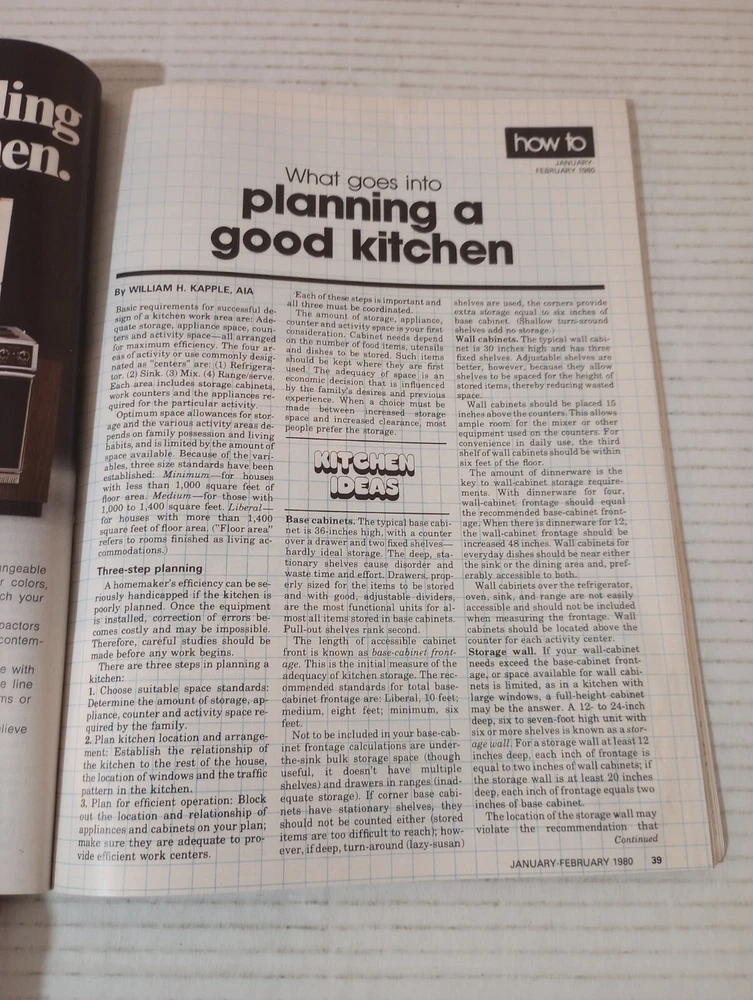 ling
en.
ungeable
r colors,
ch your
pactors
contem-
e with
e line
ms or
elieve
how to
JANUARY-
FEBRUARY 1980
What goes into
planning a
good kitchen
By WILLIAM H. KAPPLE, AIA
Basic requirements for successful de-
sign of a kitchen work area are: Ade-
quate storage, appliance space, coun-
ters and activity space—all arranged
for maximum efficiency. The four ar-
eas of activity or use commonly desig-
nated as "centers" are: (1) Refrigera-
tor. (2) Sink. (3) Mix. (4) Range/serve.
Each area includes storage cabinets,
work counters and the appliances re-
quired for the particular activity.
Optimum space allowances for stor-
age and the various activity areas de-
pends on family possession and living
habits, and is limited by the amount of
space available. Because of the vari-
ables, three size standards have been
established: Minimum—for houses
with less than 1,000 square feet of
floor area. Medium—for those with
1,000 to 1,400 square feet. Liberal—
for houses with more than 1,400
square feet of floor area. ("Floor area"
refers to rooms finished as living ac-
commodations.)
Three-step planning
A homemaker's efficiency can be se-
riously handicapped if the kitchen is
poorly planned. Once the equipment
is installed, correction of errors be-
comes costly and may be impossible.
Therefore, careful studies should be
made before any work begins.
There are three steps in planning a
kitchen:
1. Choose suitable space standards:
Determine the amount of storage, ap-
pliance, counter and activity space re-
quired by the family.
2. Plan kitchen location and arrange-
ment: Establish the relationship of
the kitchen to the rest of the house,
the location of windows and the traffic
pattern in the kitchen.
3. Plan for efficient operation: Block
out the location and relationship of
appliances and cabinets on your plan;
make sure they are adequate to pro-
vide efficient work centers.
Each of these steps is important and
all three must be coordinated.
The amount of storage, appliance,
counter and activity space is your first
consideration. Cabinet needs depend
on the number of food items, utensils
and dishes to be stored. Such items
should be kept where they are first
used. The adequacy of space is an
economic decision that is influenced
by the family's desires and previous
experience. When a choice must be
made between increased storage
space and increased clearance, most
people prefer the storage.
KITCHEN
IDEAS
Base cabinets. The typical base cabi-
net is 36-inches high, with a counter
over a drawer and two fixed shelves—
hardly ideal storage. The deep, sta-
tionary shelves cause disorder and
waste time and effort. Drawers, prop-
erly sized for the items to be stored
and with good, adjustable dividers,
are the most functional units for al-
most all items stored in base cabinets.
Pull-out shelves rank second.
The length of accessible cabinet
front is known as base-cabinet front-
age. This is the initial measure of the
adequacy of kitchen storage. The rec-
ommended standards for total base-
cabinet frontage are: Liberal, 10 feet;
medium, eight feet; minimum, six
feet.
Not to be included in your base-cab-
inet frontage calculations are under-
the-sink bulk storage space (though
useful, it doesn't have multiple
shelves) and drawers in ranges (inad-
equate storage). If corner base cabi-
nets have stationary shelves, they
should not be counted either (stored
items are too difficult to reach); how-
ever, if deep, turn-around (lazy-susan)
shelves are used, the corners provide
extra storage equal to six inches of
base cabinet. (Shallow turn-around
shelves add no storage.)
Wall cabinets. The typical wall cabi-
net is 30 inches high and has three
fixed shelves. Adjustable shelves are
better, however, because they allow
shelves to be spaced for the height of
stored items, thereby reducing wasted
space.
Wall cabinets should be placed 15
inches above the counters. This allows
ample room for the mixer or other
equipment used on the counters. For
convenience in daily use, the third
shelf of wall cabinets should be within
six feet of the floor.
The amount of dinnerware is the
key to wall-cabinet storage require-
ments. With dinnerware for four,
wall-cabinet frontage should equal
the recommended base-cabinet front-
age. When there is dinnerware for 12,
the wall-cabinet frontage should be
increased 48 inches. Wall cabinets for
everyday dishes should be near either
the sink or the dining area and, pref-
erably accessible to both.
Wall cabinets over the refrigerator,
oven, sink, and range are not easily
accessible and should not be included
when measuring the frontage. Wall
cabinets should be located above the
counter for each activity center.
Storage wall. If your wall-cabinet
needs exceed the base-cabinet front-
age, or space available for wall cabi-
nets is limited, as in a kitchen with
large windows, a full-height cabinet
may be the answer. A 12- to 24-inch
deep, six to seven-foot high unit with
six or more shelves is known as a stor-
age wall. For a storage wall at least 12
inches deep, each inch of frontage is
equal to two inches of wall cabinets; if
the storage wall is at least 20 inches
deep, each inch of frontage equals two
inches of base cabinet.
The location of the storage wall may
violate the recommendation that
Continued
JANUARY-FEBRUARY 1980 39